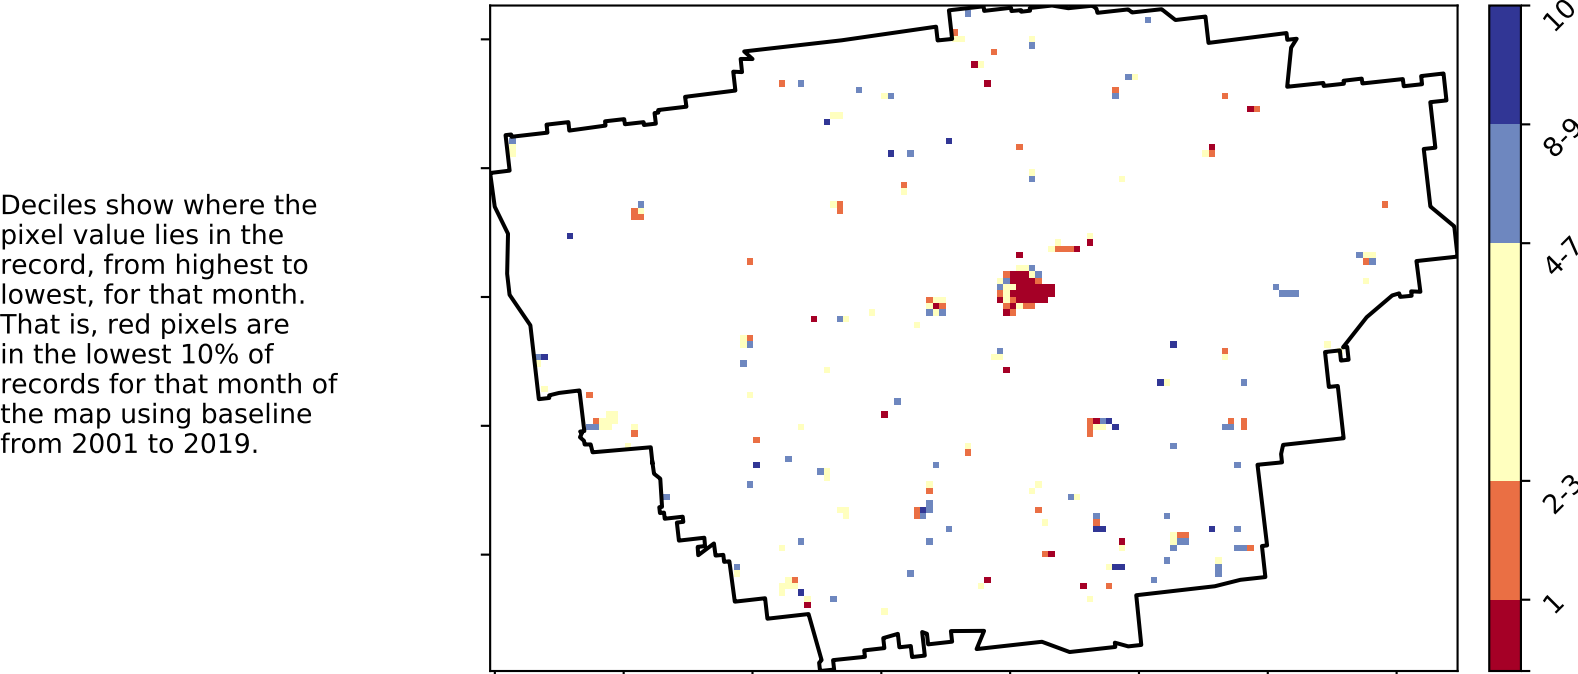 Deciles show where the
pixel value lies in the
record, from highest to
lowest, for that month.
That is, red pixels are
in the lowest 10% of
records for that month of
the map using baseline
from 2001 to 2019.
10
8-9
4-7
2-3
1